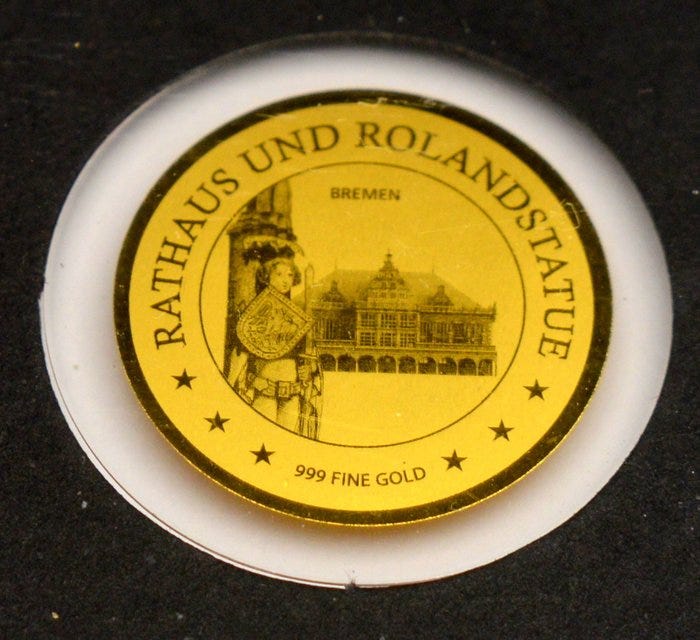 RATHAUS UND ROLANDSTATUE
BREMEN
999 FINE GOLD